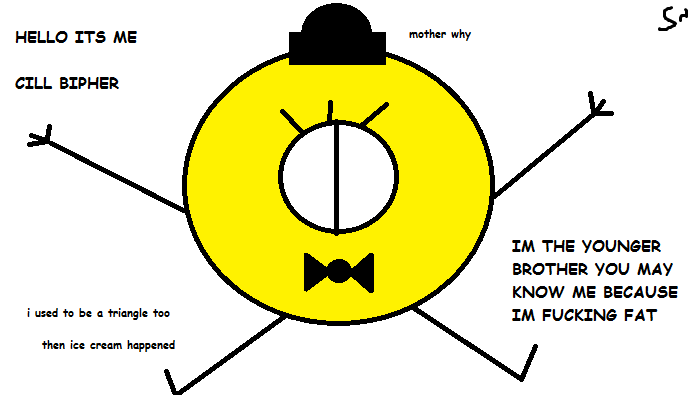 HELLO ITS ME
mother why
CILL BIPHER
IM THE YOUNGER
BROTHER YOU MAY
KNOW ME BECAUSE
IM FUCKING FAT
i used to be a triangle too
then ice cream happened